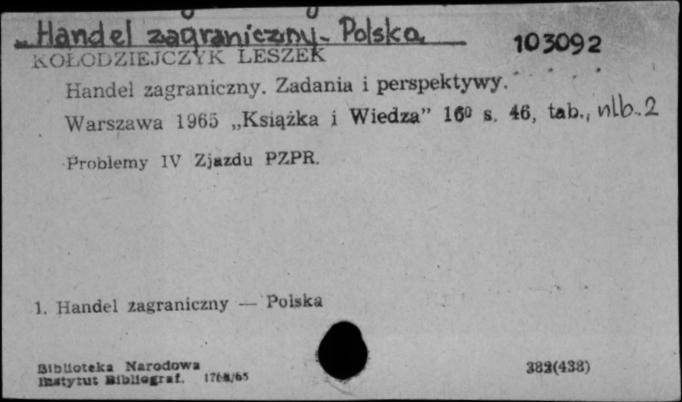 Handel zagraniczny - Polska
103092
KOŁODZIEJCZYK LESZEK
Handel zagraniczny. Zadania i perspektywy.
Warszawa 1965 „Książka i Wiedza” 16⁰ s. 46, tab., nlb. 2
Problemy IV Zjazdu PZPR.
1. Handel zagraniczny — Polska
Biblioteka Narodowa
Instytut Bibliograf.
382(438)